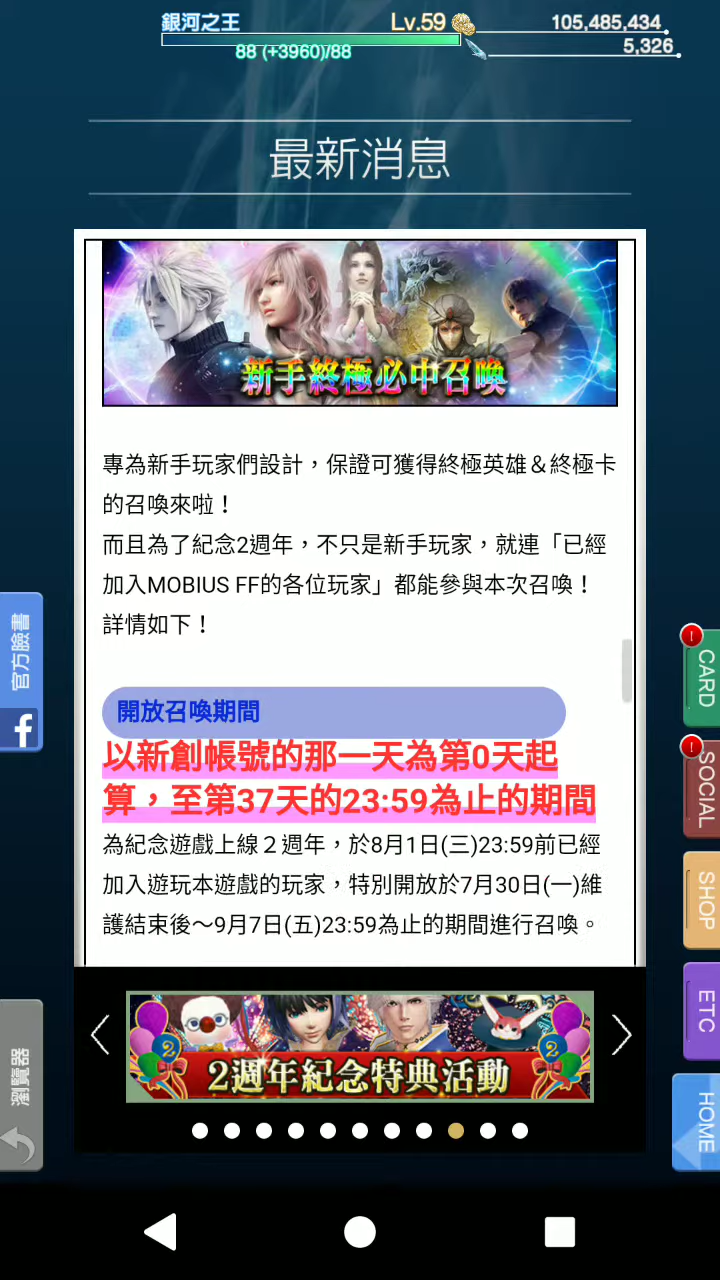 銀河之王
Lv.59
105,485,434
88 (+3960)/88
5,326
最新消息
新手終極必中召喚
專為新手玩家們設計，保證可獲得終極英雄＆終極卡
的召喚來啦！
而且為了紀念2週年，不只是新手玩家，就連「已經
加入MOBIUS FF的各位玩家」都能參與本次召喚！
詳情如下！
開放召喚期間
以新創帳號的那一天為第0天起
算，至第37天的23:59為止的期間
為紀念遊戲上線２週年，於8月1日(三)23:59前已經
加入遊玩本遊戲的玩家，特別開放於7月30日(一)維
護結束後～9月7日(五)23:59為止的期間進行召喚。
2
2
2週年紀念特典活動
官方臉書
f
瀏覽器
!
CARD
!
SOCIAL
SHOP
ETC
HOME